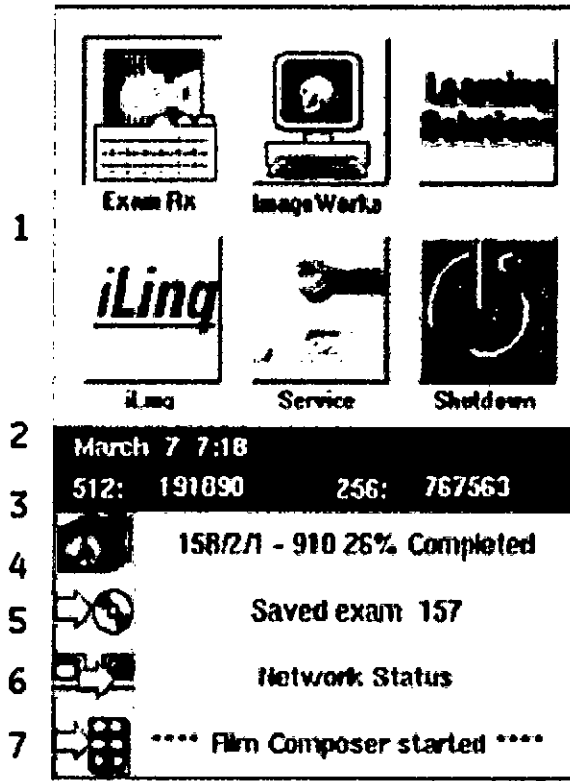 Learning
Solutions
Exam Rx ImageWorks
1
iLinq
iLinq Service Shutdown
2 March 7 7:18
3 512: 191890 256: 767563
4 158/2/1 - 910 26% Completed
5 Saved exam 157
6 Network Status
7 **** Film Composer started ****